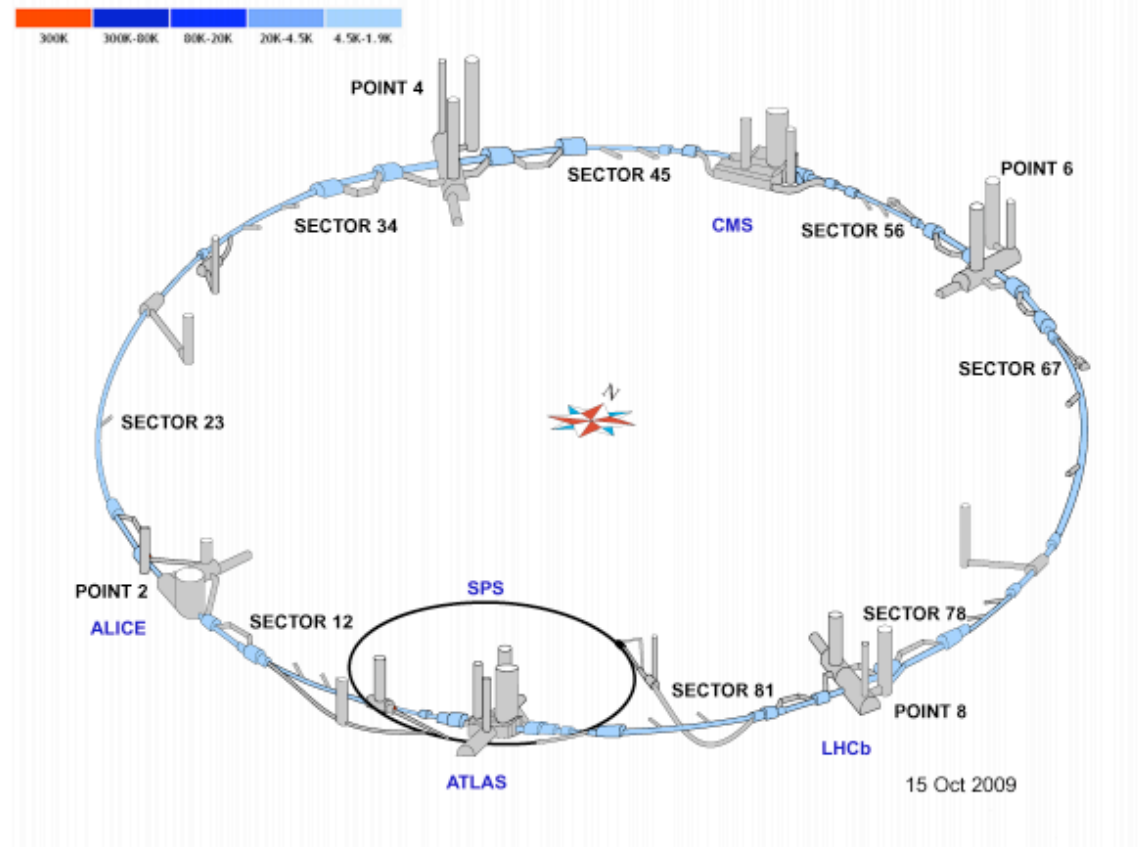 300K 300K-80K 80K-20K 20K-4.5K 4.5K-1.9K
POINT 4
SECTOR 45
POINT 6
SECTOR 34
CMS
SECTOR 56
N
SECTOR 67
SECTOR 23
SPS
POINT 2
ALICE
SECTOR 12
SECTOR 78
SECTOR 81
POINT 8
LHCb
ATLAS
15 Oct 2009